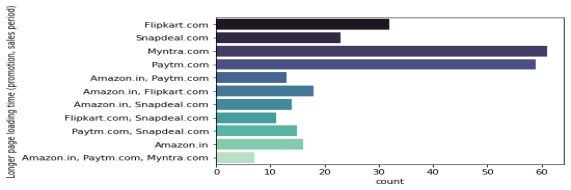 Longer page loading time (promotion, sales period)
Flipkart.com
Snapdeal.com
Myntra.com
Paytm.com
Amazon.in, Paytm.com
Amazon.in, Flipkart.com
Amazon.in, Snapdeal.com
Flipkart.com, Snapdeal.com
Paytm.com, Snapdeal.com
Amazon.in
Amazon.in, Paytm.com, Myntra.com
0 10 20 30 40 50 60
count